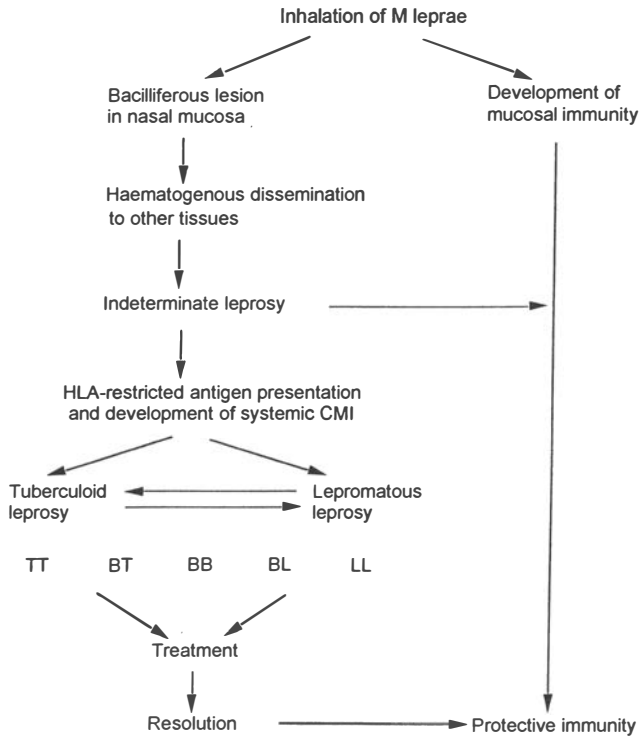 Inhalation of M leprae
Bacilliferous lesion
in nasal mucosa
Development of
mucosal immunity
Haematogenous dissemination
to other tissues
Indeterminate leprosy
HLA-restricted antigen presentation
and development of systemic CMI
Tuberculoid
leprosy
Lepromatous
leprosy
TT BT BB BL LL
Treatment
Resolution
Protective immunity